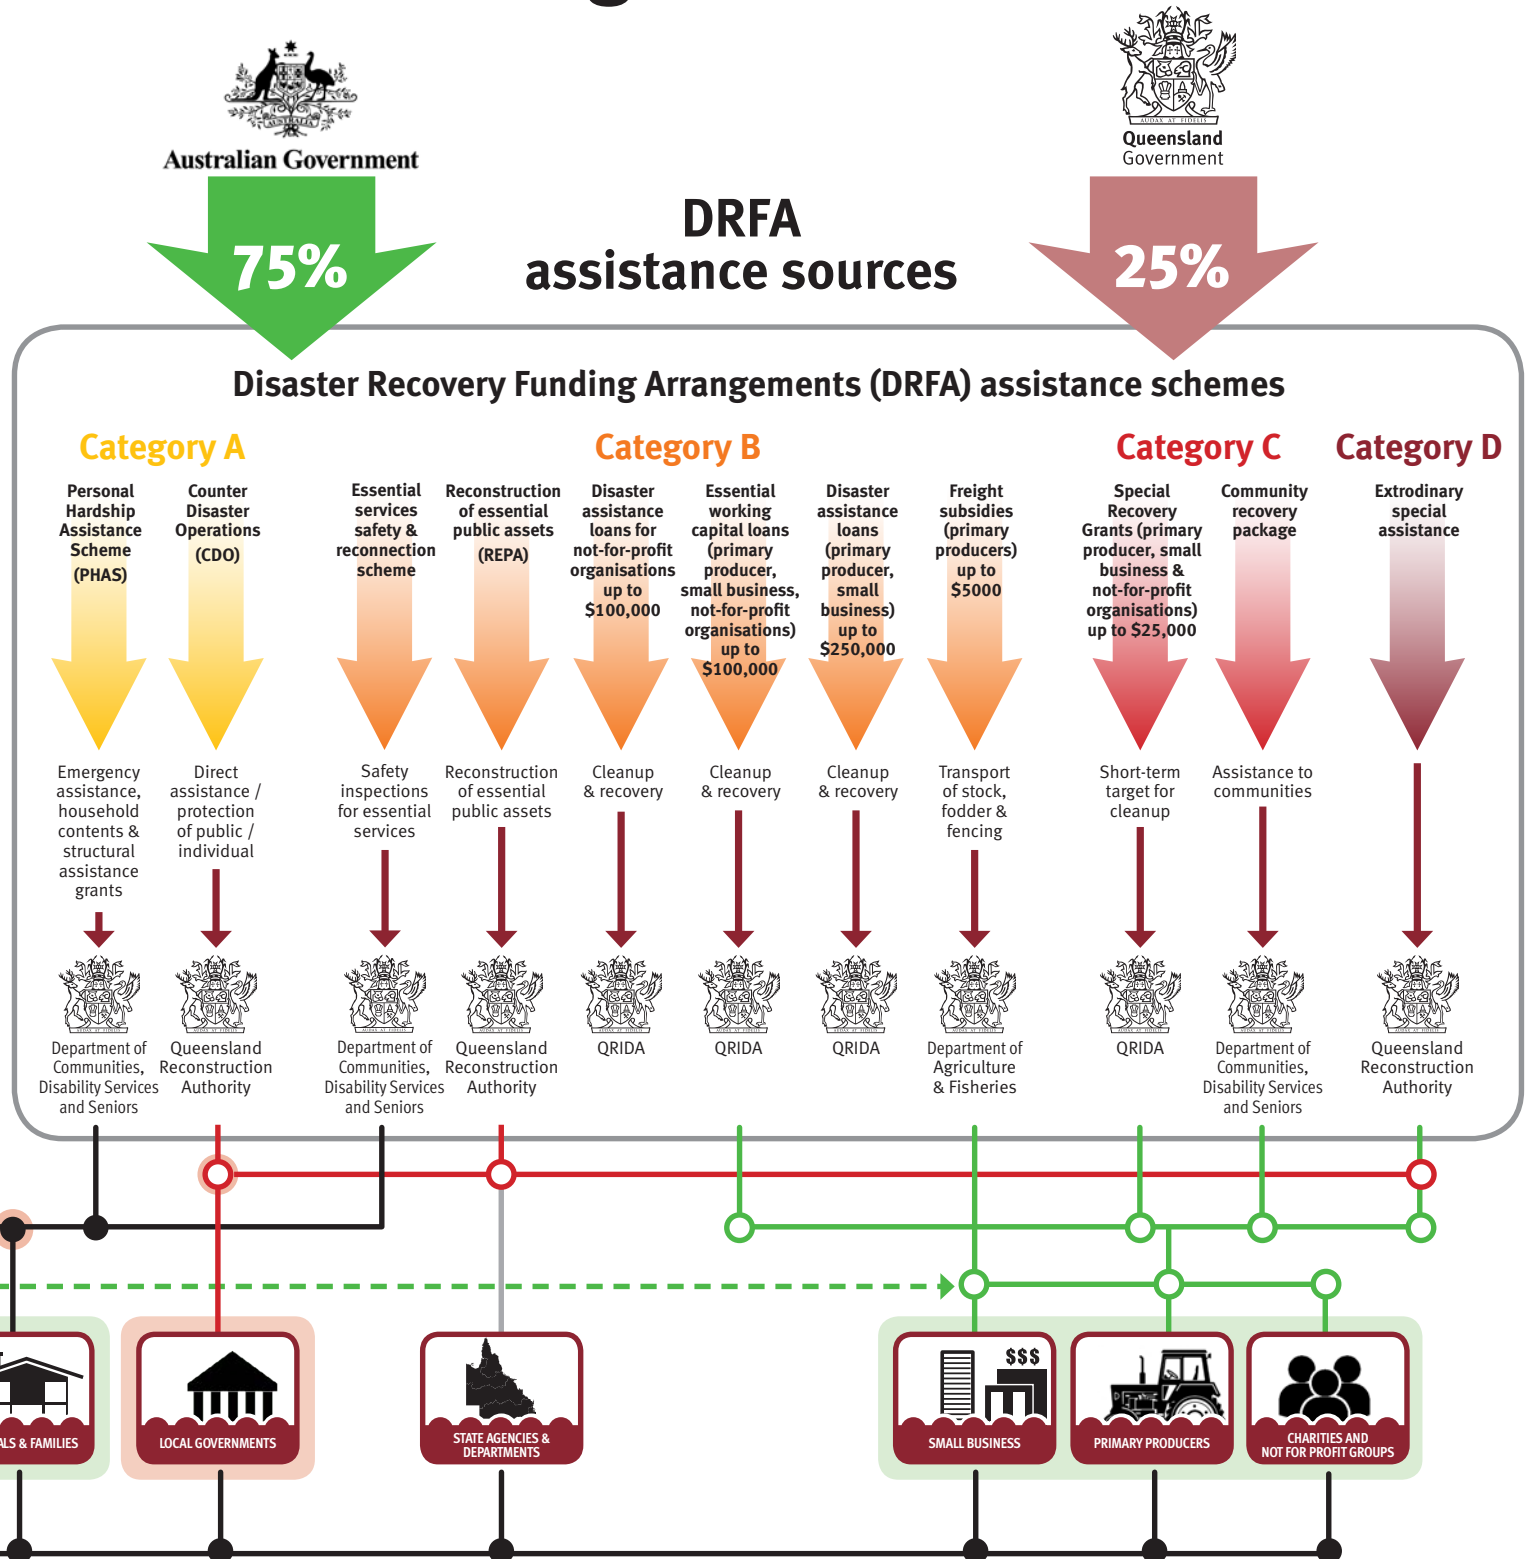 Australian Government
Queensland
Government
AUDAX AT FIDELIS
AUSTRALIA
75%
DRFA
assistance sources
25%
Disaster Recovery Funding Arrangements (DRFA) assistance schemes
Category A
Category B
Category C
Category D
Personal
Hardship
Assistance
Scheme
(PHAS)
Counter
Disaster
Operations
(CDO)
Essential
services
safety &
reconnection
scheme
Reconstruction
of essential
public assets
(REPA)
Disaster
assistance
loans for
not-for-profit
organisations
up to
$100,000
Essential
working
capital loans
(primary
producer,
small business,
not-for-profit
organisations)
up to
$100,000
Disaster
assistance
loans
(primary
producer,
small
business)
up to
$250,000
Freight
subsidies
(primary
producers)
up to
$5000
Special
Recovery
Grants (primary
producer, small
business &
not-for-profit
organisations)
up to $25,000
Community
recovery
package
Extrodinary
special
assistance
Emergency
assistance,
household
contents &
structural
assistance
grants
Direct
assistance /
protection
of public /
individual
Safety
inspections
for essential
services
Reconstruction
of essential
public assets
Cleanup
& recovery
Cleanup
& recovery
Cleanup
& recovery
Transport
of stock,
fodder &
fencing
Short-term
target for
cleanup
Assistance to
communities
Department of
Communities,
Disability Services
and Seniors
Queensland
Reconstruction
Authority
Department of
Communities,
Disability Services
and Seniors
Queensland
Reconstruction
Authority
QRIDA
QRIDA
QRIDA
Department of
Agriculture
& Fisheries
QRIDA
Department of
Communities,
Disability Services
and Seniors
Queensland
Reconstruction
Authority
ALS & FAMILIES
LOCAL GOVERNMENTS
STATE AGENCIES &
DEPARTMENTS
$$$
SMALL BUSINESS
PRIMARY PRODUCERS
CHARITIES AND
NOT FOR PROFIT GROUPS